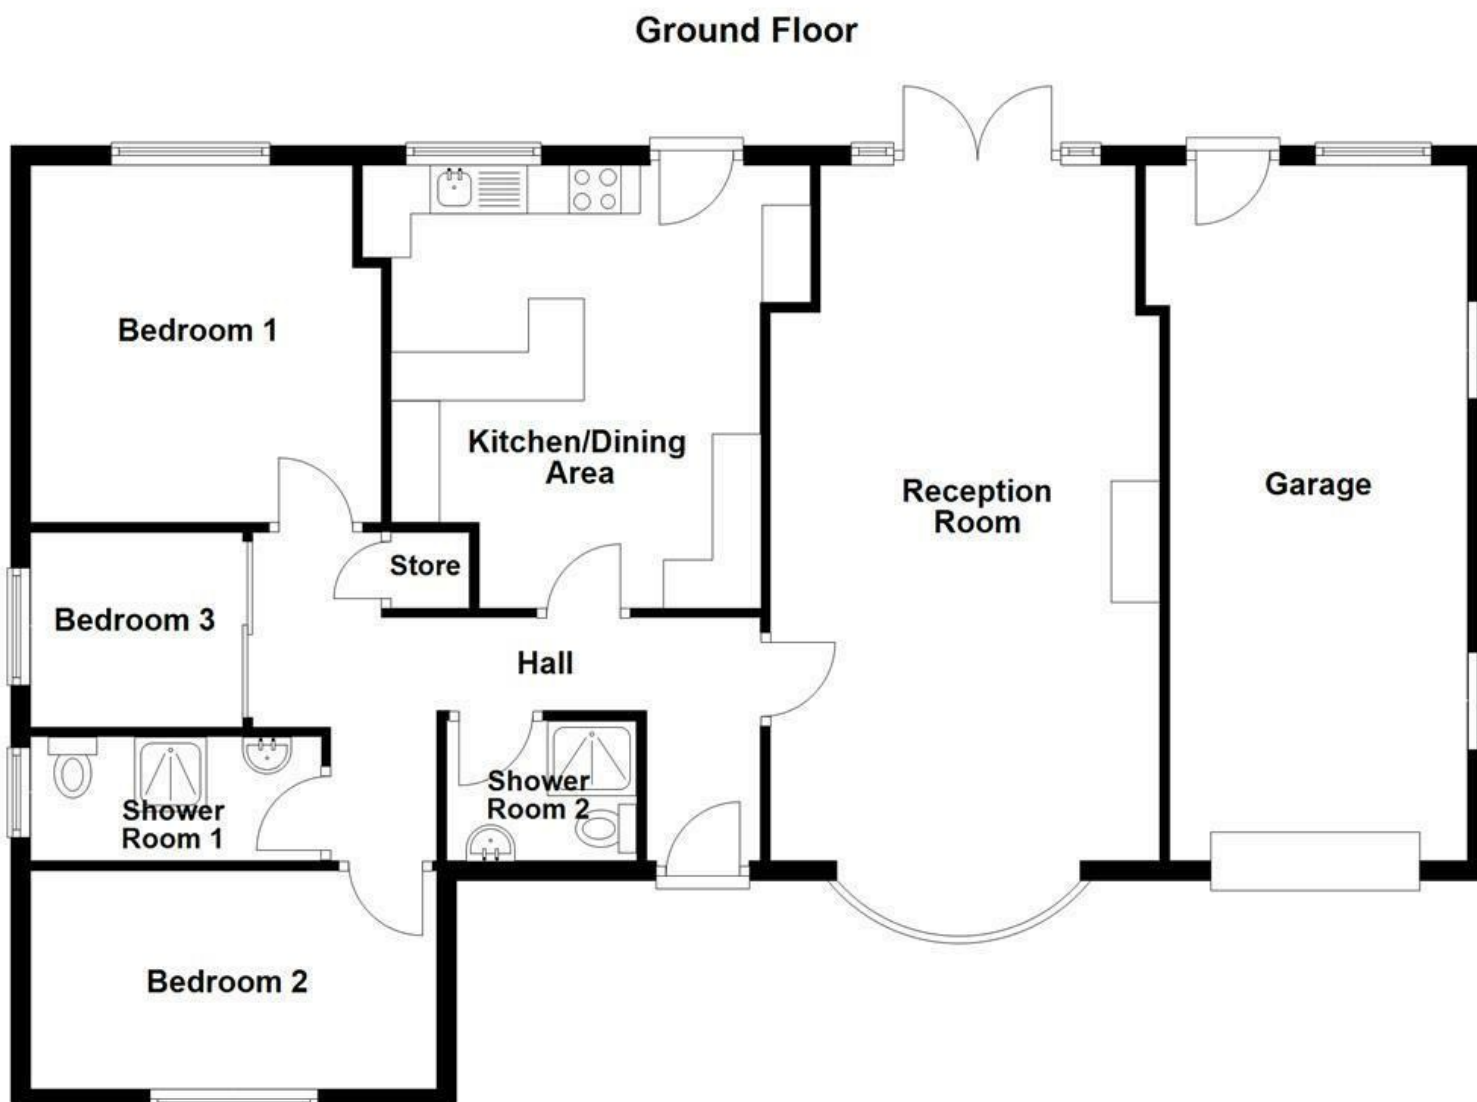 Ground Floor
Bedroom 1
Kitchen/Dining
Area
Reception
Room
Garage
Store
Bedroom 3
Hall
Shower
Room 2
Shower
Room 1
Bedroom 2